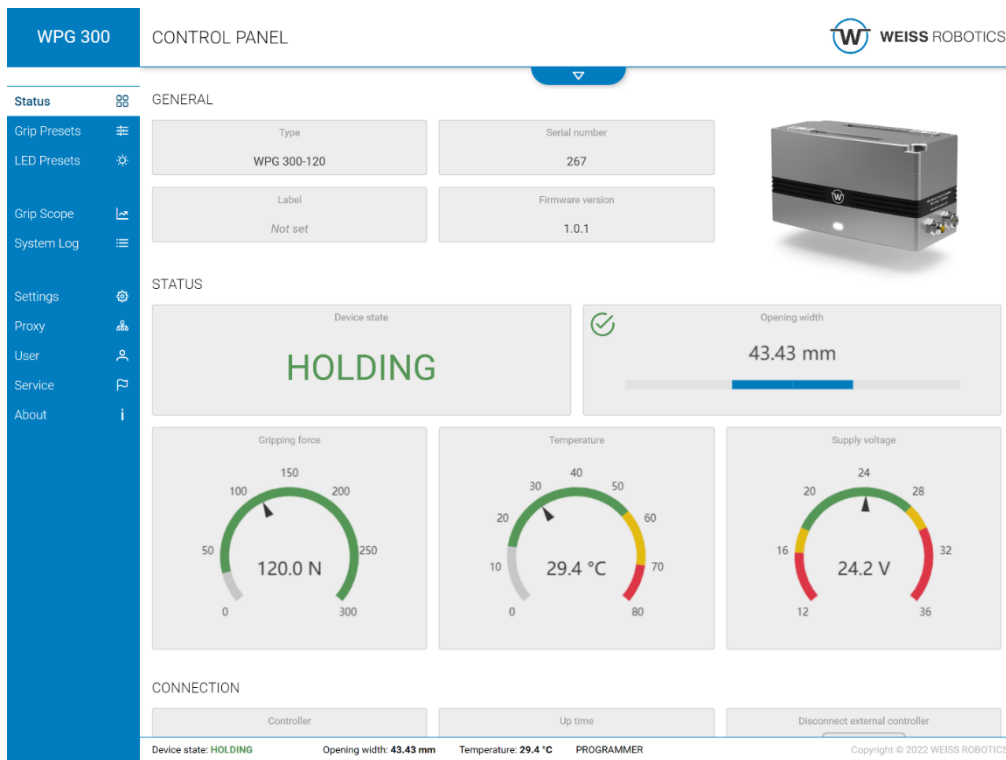 WPG 300
CONTROL PANEL
WEISS ROBOTICS
Status
Grip Presets
LED Presets
Grip Scope
System Log
Settings
Proxy
User
Service
About
GENERAL
Type
WPG 300-120
Serial number
267
Label
Not set
Firmware version
1.0.1
STATUS
Device state
HOLDING
Opening width
43.43 mm
Gripping force
0
50
100
150
200
250
300
120.0 N
Temperature
0
10
20
30
40
50
60
70
80
29.4 °C
Supply voltage
12
16
20
24
28
32
36
24.2 V
CONNECTION
Controller
Up time
Disconnect external controller
Device state: HOLDING
Opening width: 43.43 mm
Temperature: 29.4 °C
PROGRAMMER
Copyright © 2022 WEISS ROBOTICS